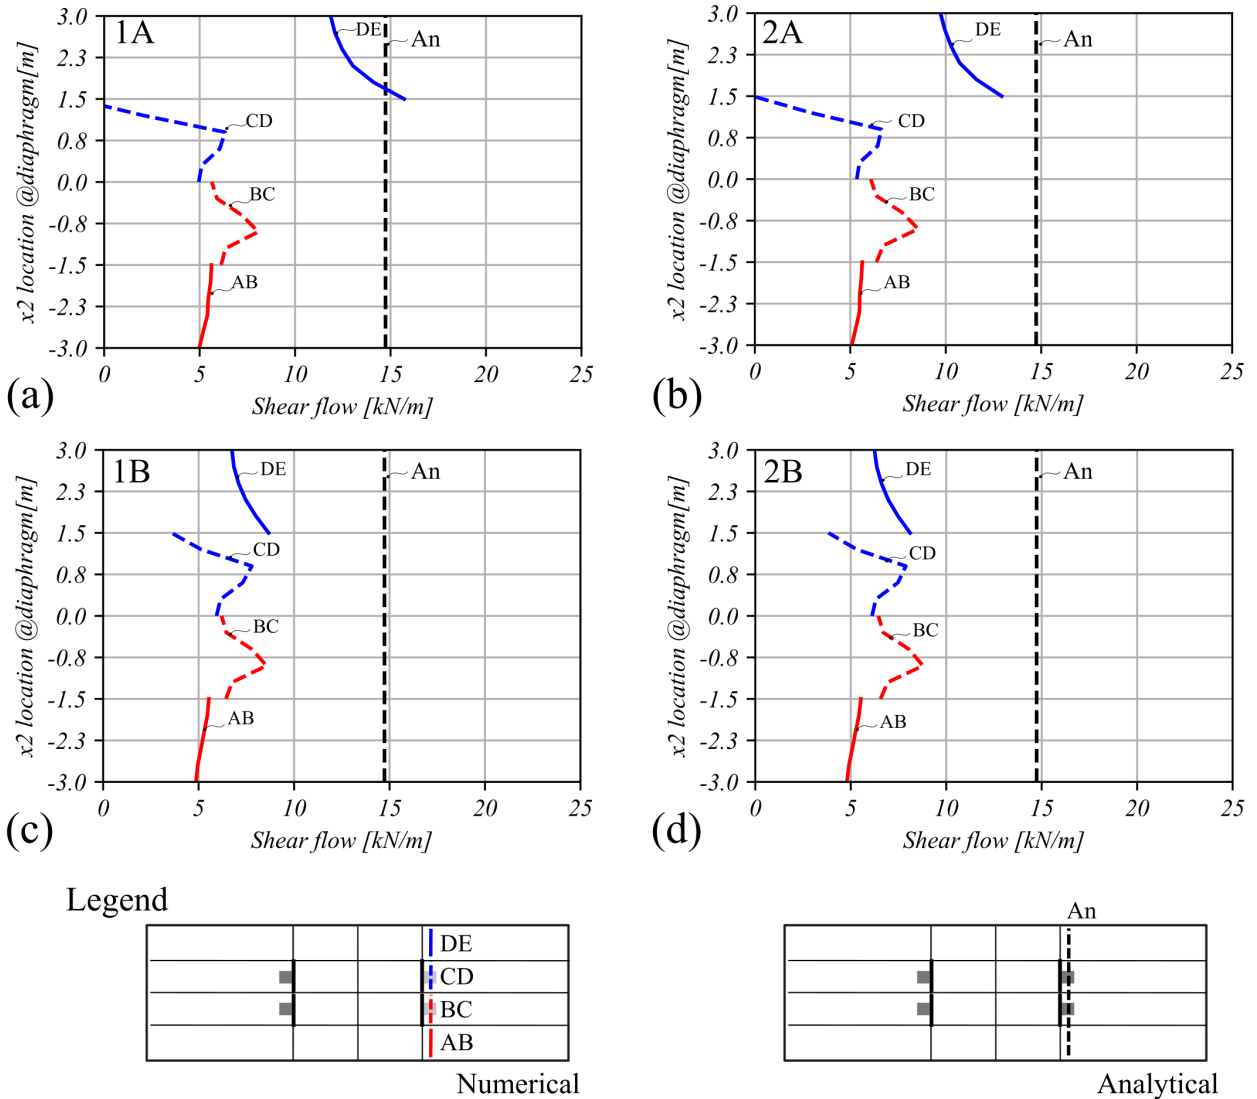 (a)
1A
x2 location @diaphragm[m]
3.0
2.3
1.5
0.8
0.0
-0.8
-1.5
-2.3
-3.0
DE
An
CD
BC
AB
0 5 10 15 20 25
Shear flow [kN/m]
(b)
2A
x2 location @diaphragm[m]
3.0
2.3
1.5
0.8
0.0
-0.8
-1.5
-2.3
-3.0
DE
An
CD
BC
AB
0 5 10 15 20 25
Shear flow [kN/m]
(c)
1B
x2 location @diaphragm[m]
3.0
2.3
1.5
0.8
0.0
-0.8
-1.5
-2.3
-3.0
DE
An
CD
BC
AB
0 5 10 15 20 25
Shear flow [kN/m]
(d)
2B
x2 location @diaphragm[m]
3.0
2.3
1.5
0.8
0.0
-0.8
-1.5
-2.3
-3.0
DE
An
CD
BC
AB
0 5 10 15 20 25
Shear flow [kN/m]
Legend
DE
CD
BC
AB
Numerical
An
Analytical